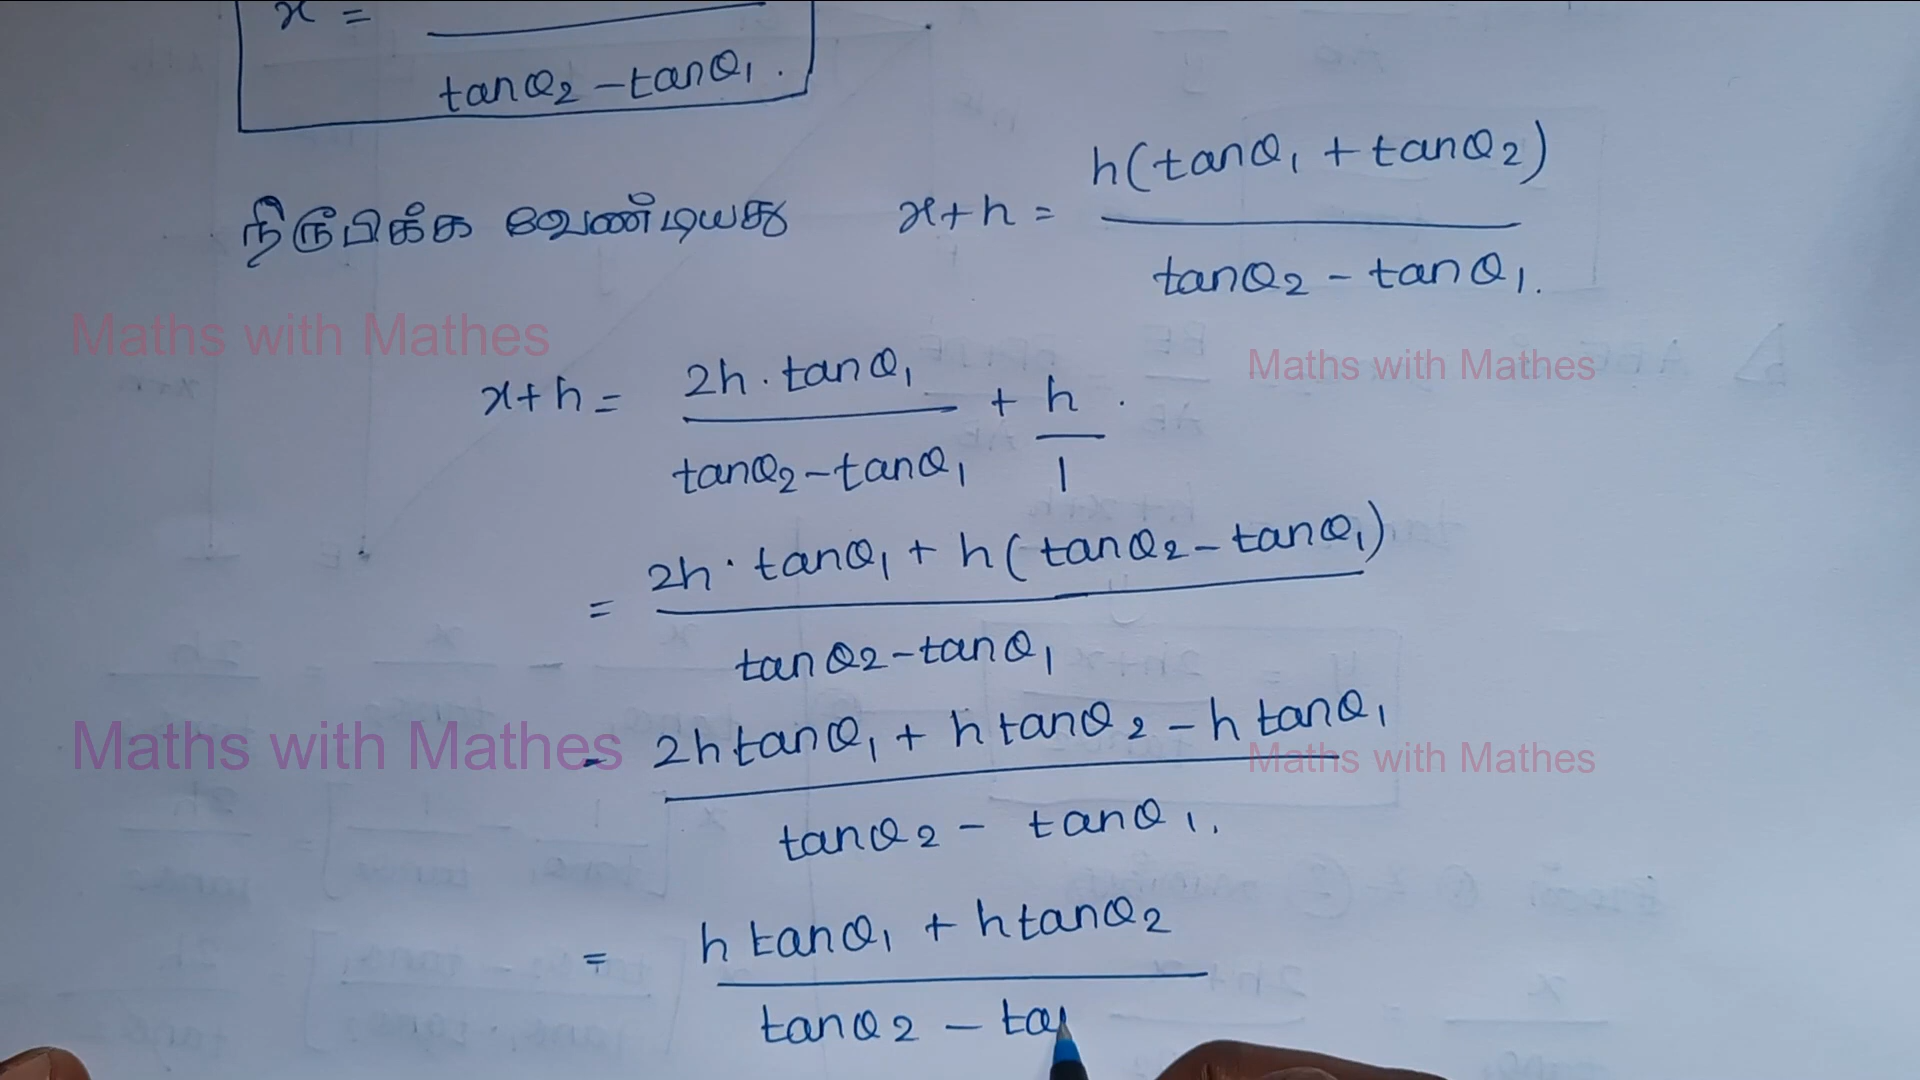 x =
tanθ2 - tanθ1.
நிரூபிக்க வேண்டியது x+h = h(tanθ1 + tanθ2) / tanθ2 - tanθ1.
Maths with Mathes
Maths with Mathes
x+h = 2h . tanθ1 / tanθ2 - tanθ1 + h / 1 .
= 2h . tanθ1 + h(tanθ2 - tanθ1) / tanθ2 - tanθ1
Maths with Mathes
Maths with Mathes
= 2h tanθ1 + h tanθ2 - h tanθ1 / tanθ2 - tanθ1.
= h tanθ1 + h tanθ2 / tanθ2 - ta